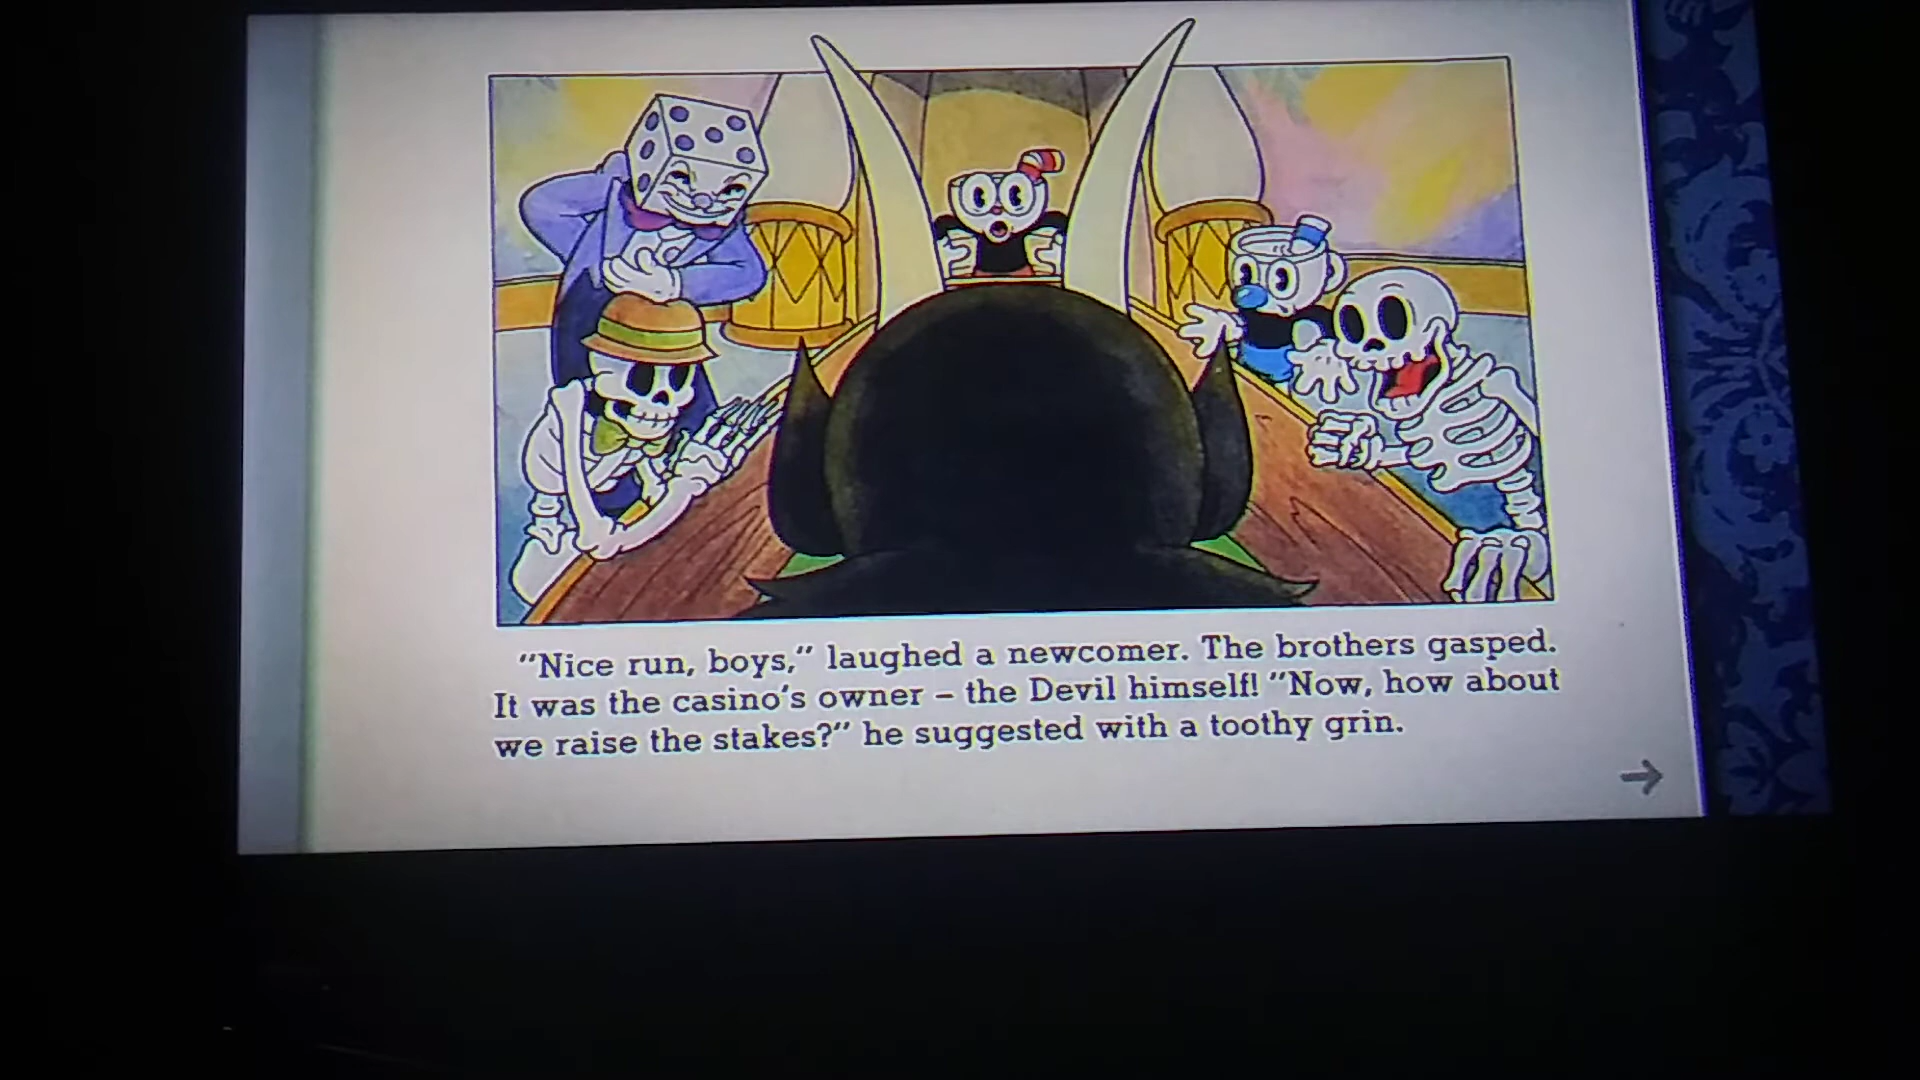 “Nice run, boys,” laughed a newcomer. The brothers gasped.
It was the casino's owner – the Devil himself! “Now, how about
we raise the stakes?” he suggested with a toothy grin.